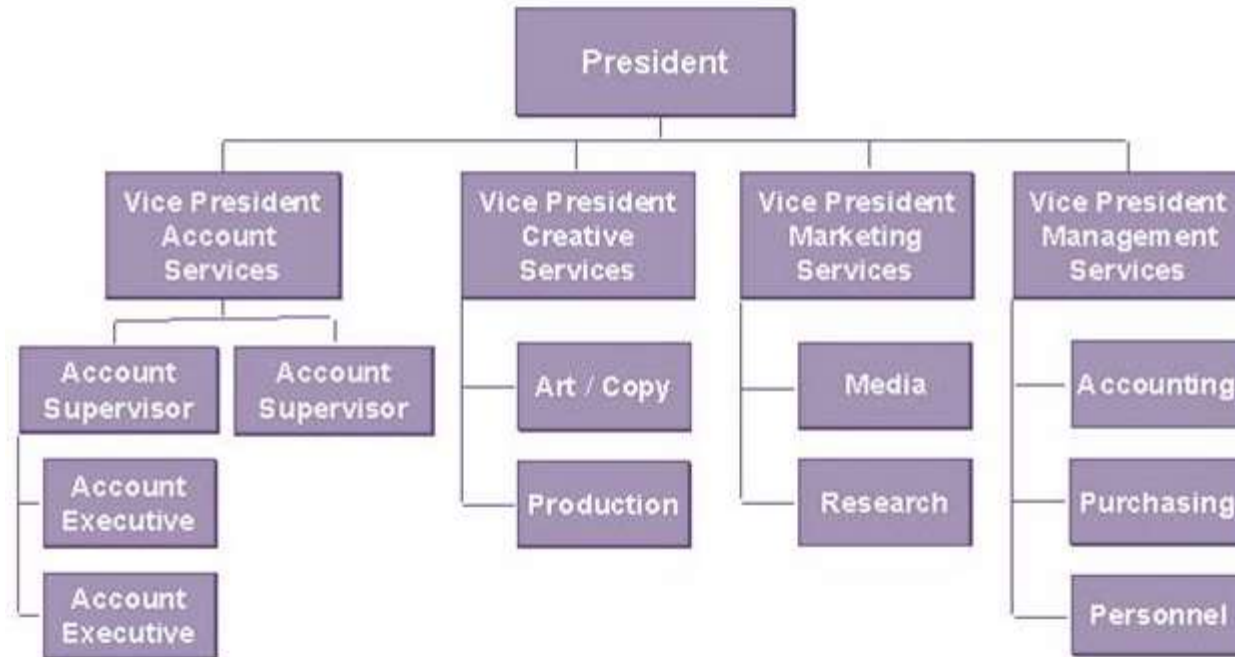 President
Vice President
Account
Services
Vice President
Creative
Services
Vice President
Marketing
Services
Vice President
Management
Services
Account
Supervisor
Account
Supervisor
Account
Executive
Account
Executive
Art / Copy
Production
Media
Research
Accounting
Purchasing
Personnel